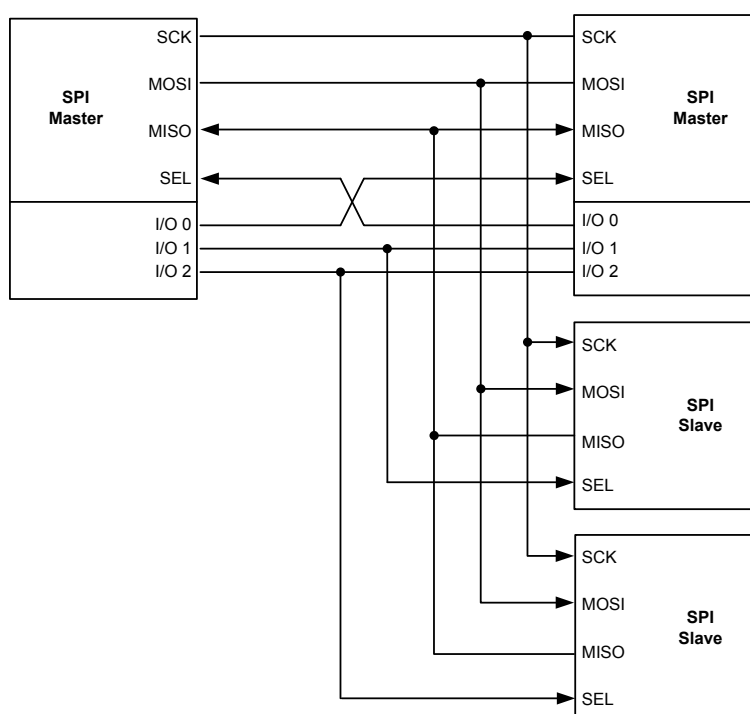 SCK
MOSI
SPI
Master
MISO
SEL
I/O 0
I/O 1
I/O 2
SCK
MOSI
SPI
Master
MISO
SEL
I/O 0
I/O 1
I/O 2
SCK
MOSI
SPI
Slave
MISO
SEL
SCK
MOSI
SPI
Slave
MISO
SEL